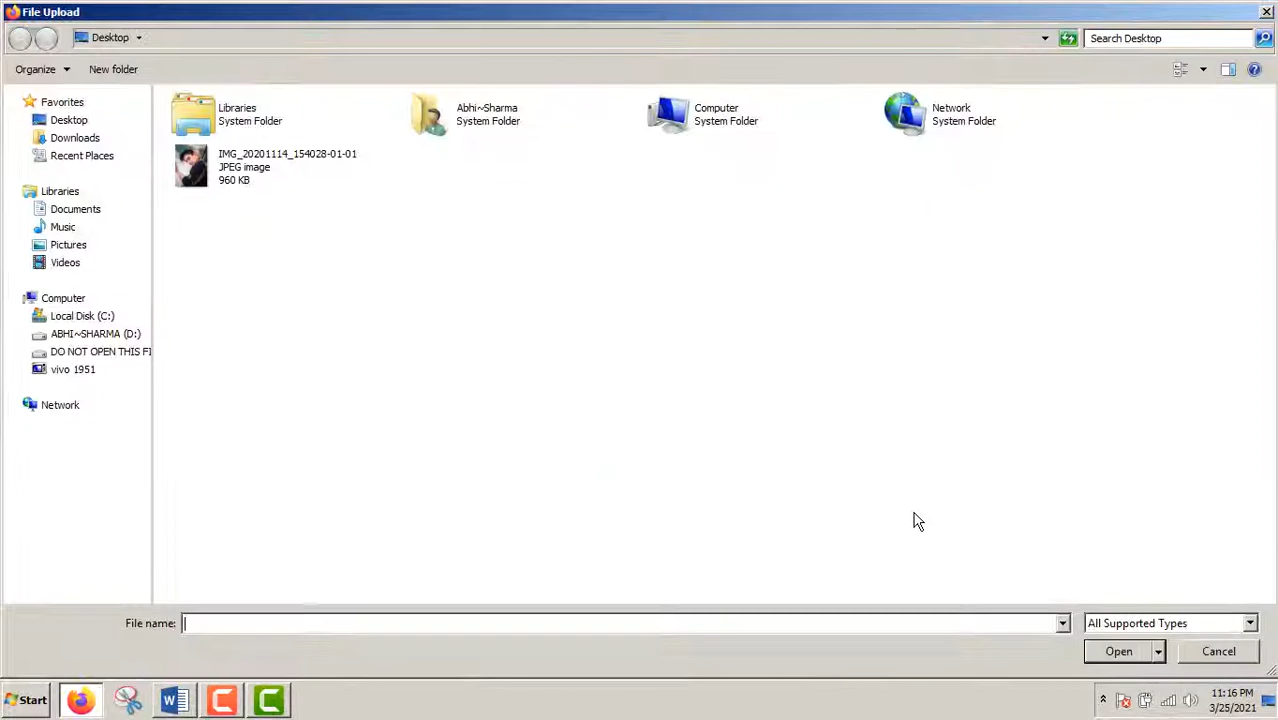 File Upload
Desktop
Search Desktop
Organize
New folder
Favorites
Desktop
Downloads
Recent Places
Libraries
Documents
Music
Pictures
Videos
Computer
Local Disk (C:)
ABHI~SHARMA (D:)
DO NOT OPEN THIS FI
vivo 1951
Network
Libraries
System Folder
Abhi~Sharma
System Folder
Computer
System Folder
Network
System Folder
IMG_20201114_154028-01-01
JPEG image
960 KB
File name:
All Supported Types
Open
Cancel
Start
11:16 PM
3/25/2021